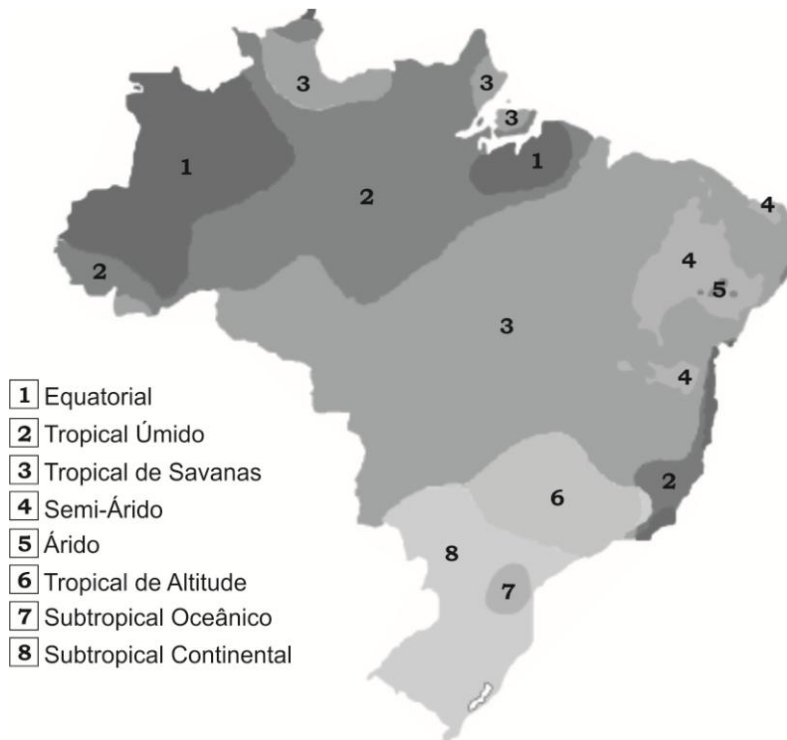 3
3
3
1
1
2
4
4
2
5
3
4
2
6
8
7
1 Equatorial
2 Tropical Úmido
3 Tropical de Savanas
4 Semi-Árido
5 Árido
6 Tropical de Altitude
7 Subtropical Oceânico
8 Subtropical Continental